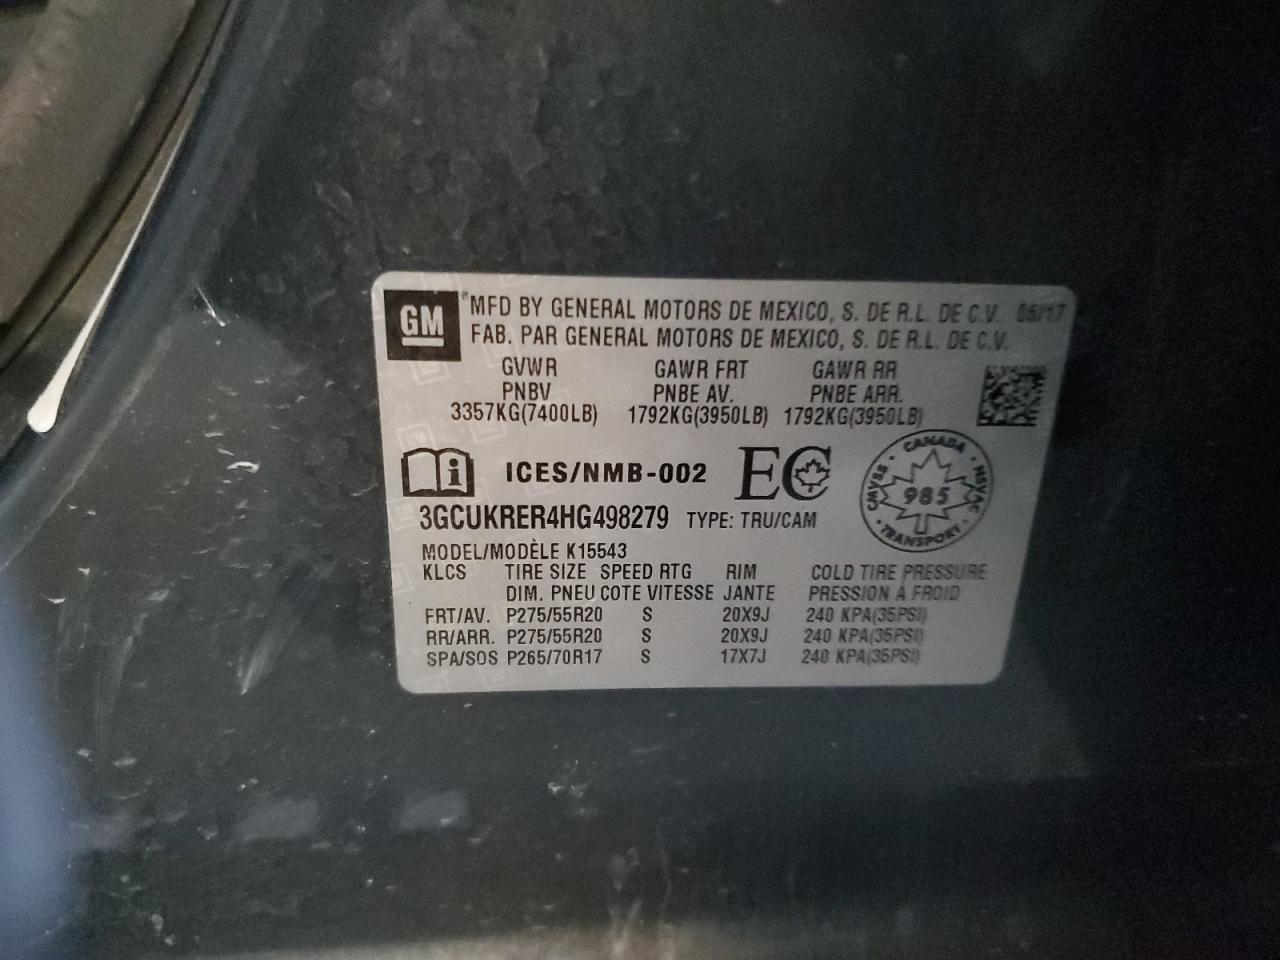 GM
MFD BY GENERAL MOTORS DE MEXICO, S. DE R.L. DE C.V. 06/17
FAB. PAR GENERAL MOTORS DE MEXICO, S. DE R.L. DE C.V.
GVWR GAWR FRT GAWR RR
PNBV PNBE AV. PNBE ARR.
3357KG(7400LB) 1792KG(3950LB) 1792KG(3950LB)
i ICES/NMB-002 EC
CANADA
CMVSS 985 NSVAC
TRANSPORT
3GCUKRER4HG498279 TYPE: TRU/CAM
MODEL/MODÈLE K15543
KLCS TIRE SIZE SPEED RTG RIM COLD TIRE PRESSURE
DIM. PNEU COTE VITESSE JANTE PRESSION À FROID
FRT/AV. P275/55R20 S 20X9J 240 KPA(35PSI)
RR/ARR. P275/55R20 S 20X9J 240 KPA(35PSI)
SPA/SOS P265/70R17 S 17X7J 240 KPA(35PSI)